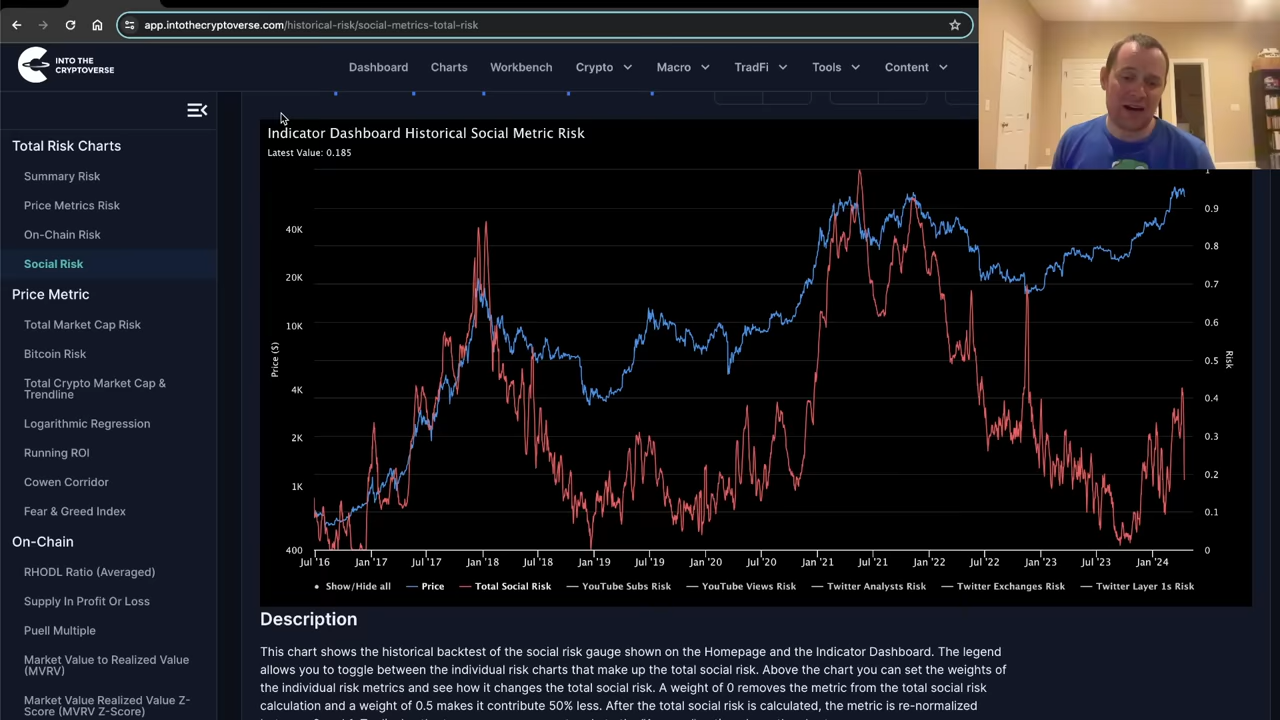 app.intothecryptoverse.com/historical-risk/social-metrics-total-risk
INTO THE
CRYPTOVERSE
Dashboard
Charts
Workbench
Crypto
Macro
TradFi
Tools
Content
Total Risk Charts
Summary Risk
Price Metrics Risk
On-Chain Risk
Social Risk
Price Metric
Total Market Cap Risk
Bitcoin Risk
Total Crypto Market Cap &
Trendline
Logarithmic Regression
Running ROI
Cowen Corridor
Fear & Greed Index
On-Chain
RHODL Ratio (Averaged)
Supply In Profit Or Loss
Puell Multiple
Market Value to Realized Value
(MVRV)
Market Value Realized Value Z-
Score (MVRV Z-Score)
Indicator Dashboard Historical Social Metric Risk
Latest Value: 0.185
40K
20K
10K
4K
2K
1K
400
Price ($)
1
0.9
0.8
0.7
0.6
0.5
0.4
0.3
0.2
0.1
0
Risk
Jul '16
Jan '17
Jul '17
Jan '18
Jul '18
Jan '19
Jul '19
Jan '20
Jul '20
Jan '21
Jul '21
Jan '22
Jul '22
Jan '23
Jul '23
Jan '24
Show/Hide all
Price
Total Social Risk
YouTube Subs Risk
YouTube Views Risk
Twitter Analysts Risk
Twitter Exchanges Risk
Twitter Layer 1s Risk
Description
This chart shows the historical backtest of the social risk gauge shown on the Homepage and the Indicator Dashboard. The legend
allows you to toggle between the individual risk charts that make up the total social risk. Above the chart you can set the weights of
the individual risk metrics and see how it changes the total social risk. A weight of 0 removes the metric from the total social risk
calculation and a weight of 0.5 makes it contribute 50% less. After the total social risk is calculated, the metric is re-normalized